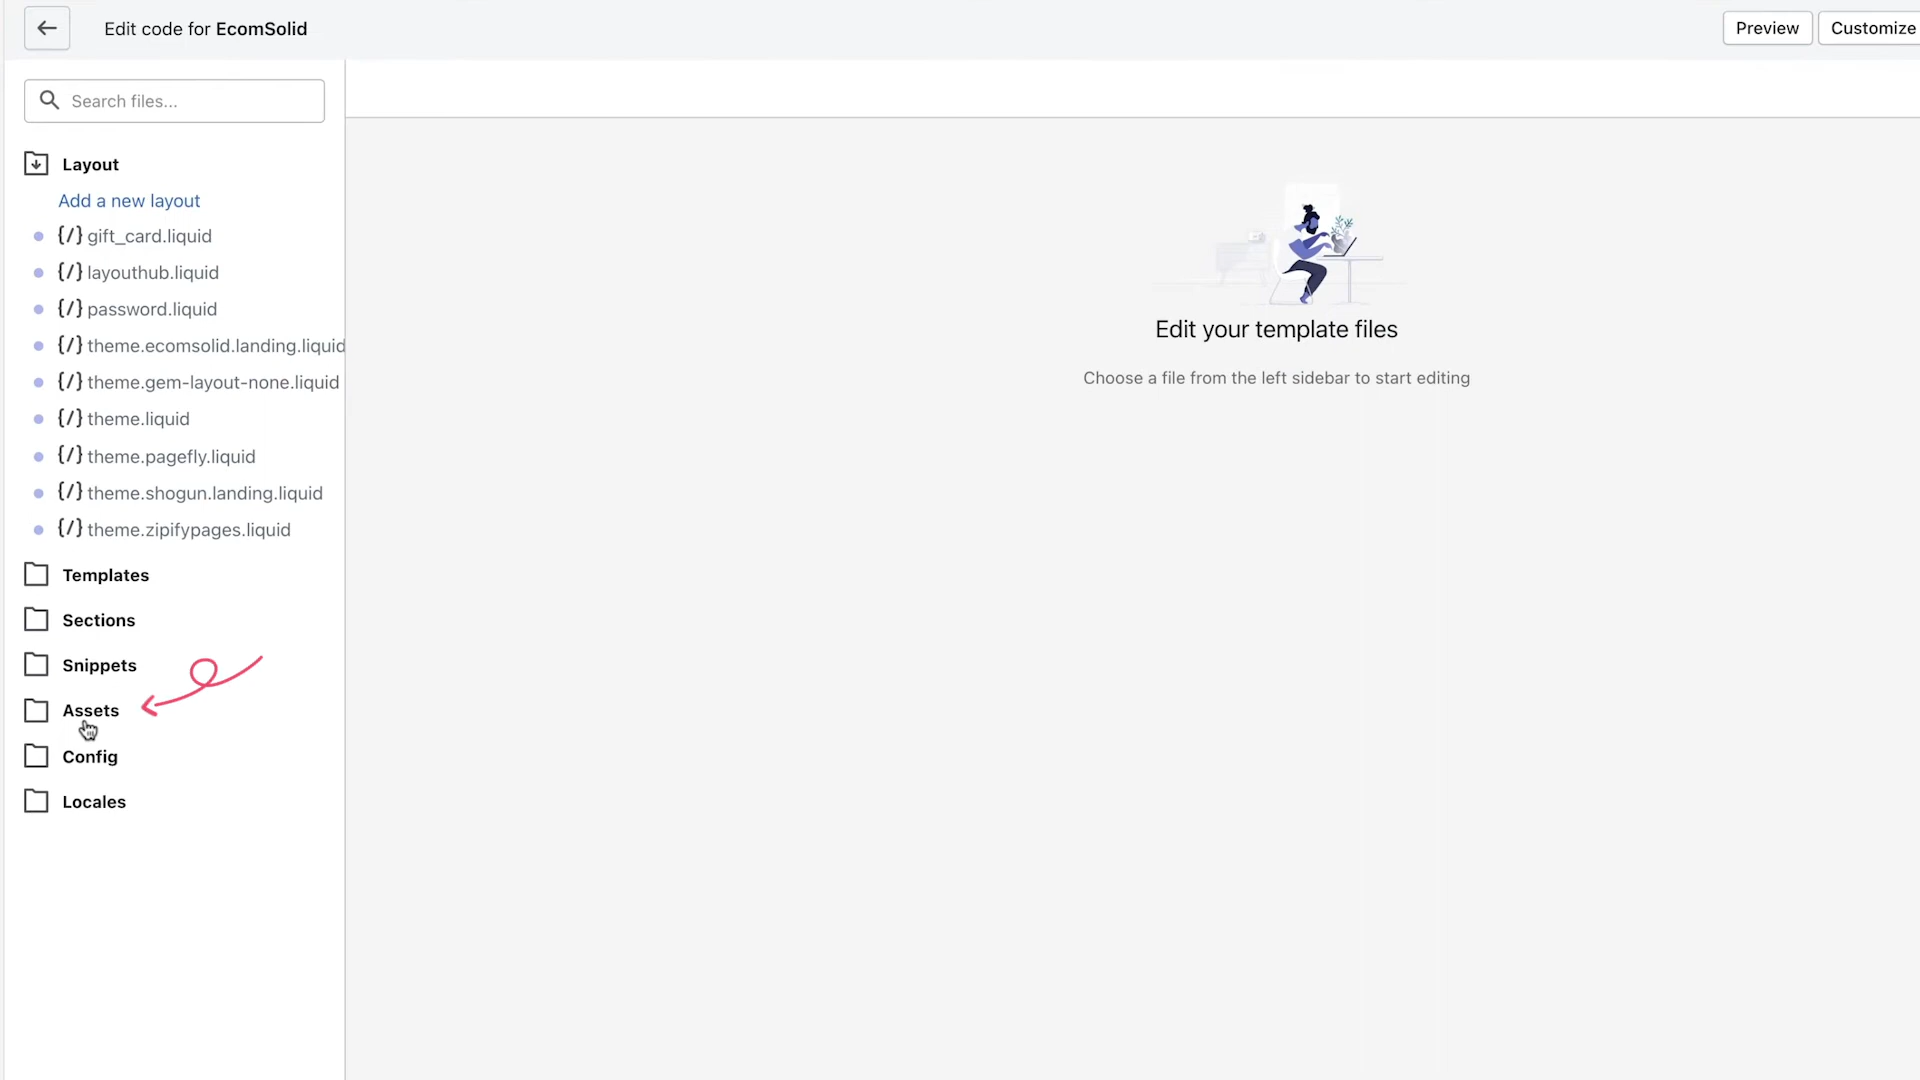 Edit code for EcomSolid
Preview
Customize
Search files...
Layout
Add a new layout
{/} gift_card.liquid
{/} layouthub.liquid
{/} password.liquid
{/} theme.ecomsolid.landing.liquid
{/} theme.gem-layout-none.liquid
{/} theme.liquid
{/} theme.pagefly.liquid
{/} theme.shogun.landing.liquid
{/} theme.zipifypages.liquid
Templates
Sections
Snippets
Assets
Config
Locales
Edit your template files
Choose a file from the left sidebar to start editing